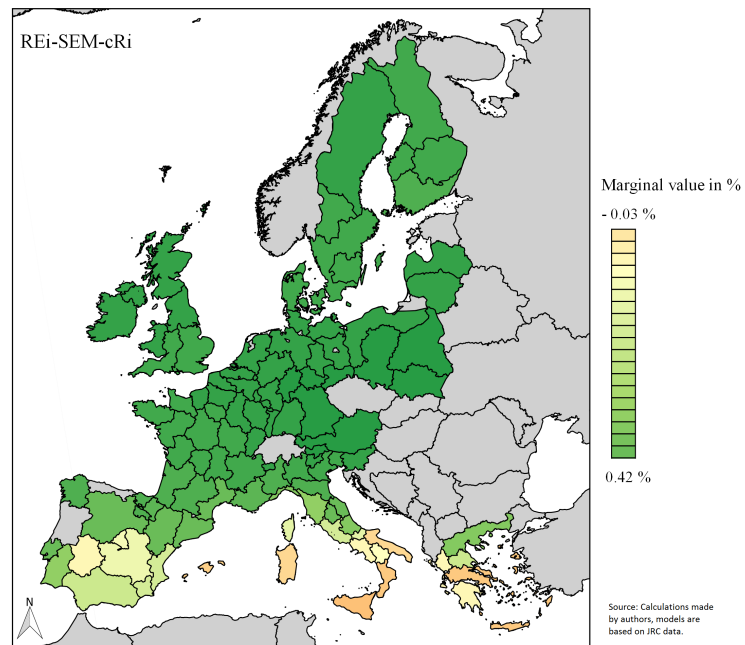 REi-SEM-cRi
Marginal value in %
- 0.03 %
0.42 %
N
Source: Calculations made
by authors, models are
based on JRC data.